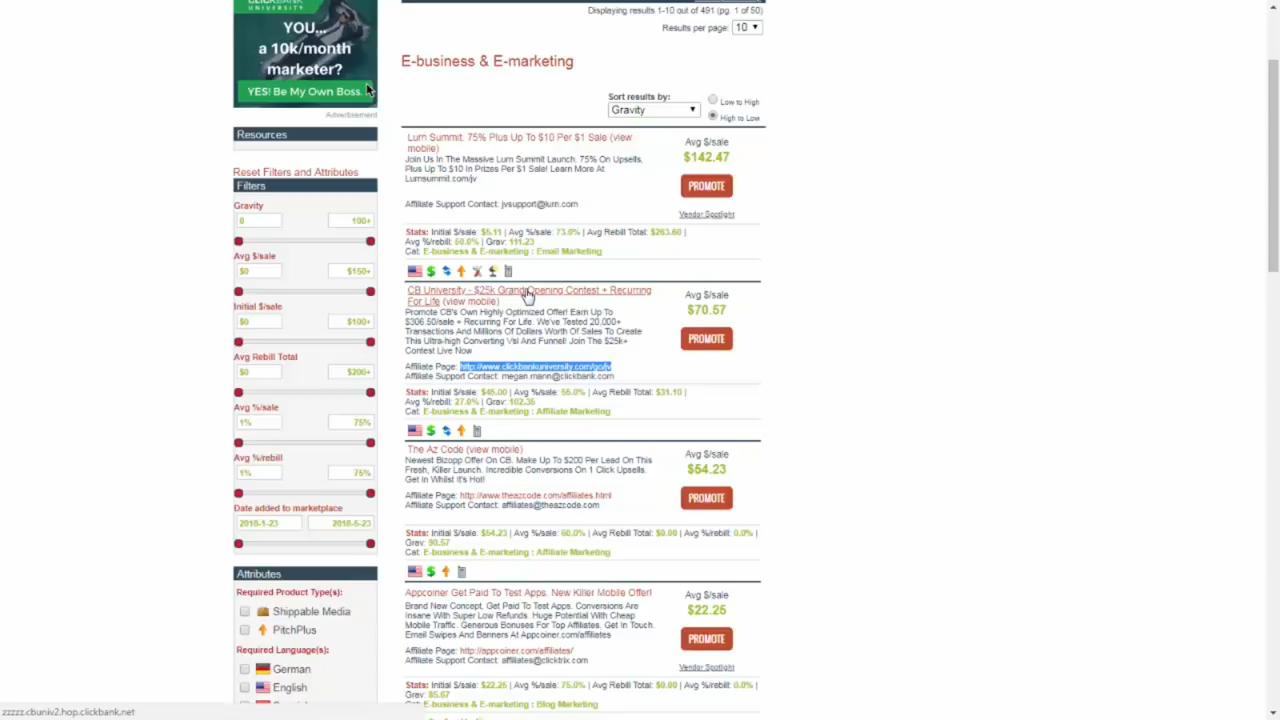 UNIVERSITY
YOU...
a 10k/month
marketer?
YES! Be My Own Boss.
Advertisement
Resources
Reset Filters and Attributes
Filters
Gravity
0 100+
Avg $/sale
$0 $150+
Initial $/sale
$0 $100+
Avg Rebill Total
$0 $200+
Avg %/sale
1% 75%
Avg %/rebill
1% 75%
Date added to marketplace
2018-1-23 2018-5-23
Attributes
Required Product Type(s):
Shippable Media
PitchPlus
Required Language(s):
German
English
Displaying results 1-10 out of 491 (pg. 1 of 50)
Results per page: 10
E-business & E-marketing
Sort results by:
Gravity
Low to High
High to Low
Lurn Summit. 75% Plus Up To $10 Per $1 Sale (view
mobile)
Join Us In The Massive Lurn Summit Launch. 75% On Upsells,
Plus Up To $10 In Prizes Per $1 Sale! Learn More At
Lurnsummit.com/jv
Affiliate Support Contact: jvsupport@lurn.com
Avg $/sale
$142.47
PROMOTE
Vendor Spotlight
Stats: Initial $/sale: $5.11 | Avg %/sale: 73.0% | Avg Rebill Total: $263.60 |
Avg %/rebill: 50.0% | Grav: 111.23
Cat: E-business & E-marketing : Email Marketing
CB University - $25k Grand Opening Contest + Recurring
For Life (view mobile)
Promote CB's Own Highly Optimized Offer! Earn Up To
$306.50/sale + Recurring For Life. We've Tested 20,000+
Transactions And Millions Of Dollars Worth Of Sales To Create
This Ultra-high Converting Vsl And Funnel! Join The $25k+
Contest Live Now
Affiliate Page: http://www.clickbankuniversity.com/go/jv
Affiliate Support Contact: megan.mann@clickbank.com
Avg $/sale
$70.57
PROMOTE
Stats: Initial $/sale: $45.00 | Avg %/sale: 55.0% | Avg Rebill Total: $31.10 |
Avg %/rebill: 27.0% | Grav: 102.35
Cat: E-business & E-marketing : Affiliate Marketing
The Az Code (view mobile)
Newest Bizopp Offer On CB. Make Up To $200 Per Lead On This
Fresh, Killer Launch. Incredible Conversions On 1 Click Upsells.
Get In Whilst It's Hot!
Affiliate Page: http://www.theazcode.com/affiliates.html
Affiliate Support Contact: affiliates@theazcode.com
Avg $/sale
$54.23
PROMOTE
Stats: Initial $/sale: $54.23 | Avg %/sale: 60.0% | Avg Rebill Total: $0.00 | Avg %/rebill: 0.0% |
Grav: 90.57
Cat: E-business & E-marketing : Affiliate Marketing
Appcoiner Get Paid To Test Apps. New Killer Mobile Offer!
Brand New Concept, Get Paid To Test Apps. Conversions Are
Insane With Super Low Refunds. Huge Potential With Cheap
Mobile Traffic. Generous Bonuses For Top Affiliates. Get In Touch.
Email Swipes And Banners At Appcoiner.com/affiliates
Affiliate Page: http://appcoiner.com/affiliates/
Affiliate Support Contact: affiliates@clicktrix.com
Avg $/sale
$22.25
PROMOTE
Vendor Spotlight
Stats: Initial $/sale: $22.25 | Avg %/sale: 75.0% | Avg Rebill Total: $0.00 | Avg %/rebill: 0.0% |
Grav: 85.67
Cat: E-business & E-marketing : Blog Marketing
zzzzz.cbuniv2.hop.clickbank.net